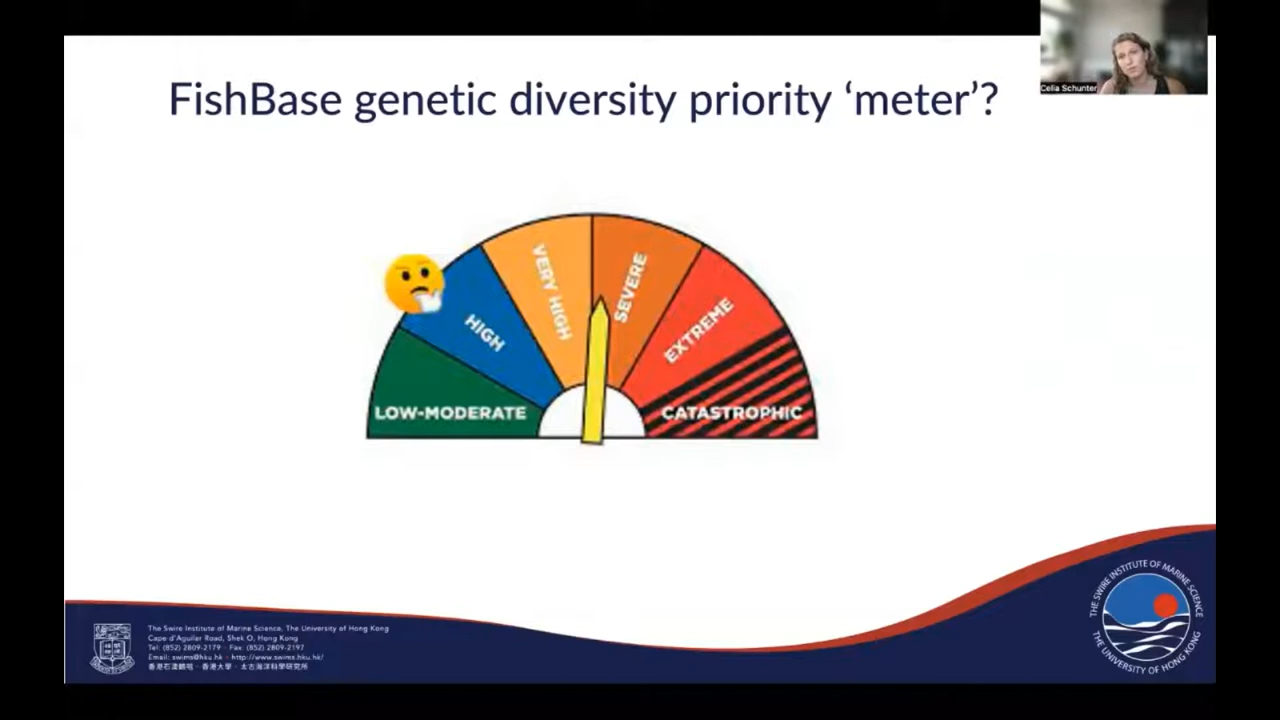 FishBase genetic diversity priority ‘meter’?
Celia Schunter
LOW-MODERATE
HIGH
VERY HIGH
SEVERE
EXTREME
CATASTROPHIC
The Swire Institute of Marine Science, The University of Hong Kong
Cape d'Aguilar Road, Shek O, Hong Kong
Tel: (852) 2809-2179 · Fax: (852) 2809-2197
Email: swims@hku.hk · http://www.swims.hku.hk/
香港石澳鶴咀 · 香港大學 · 太古海洋科學研究所
THE SWIRE INSTITUTE OF MARINE SCIENCE
THE UNIVERSITY OF HONG KONG